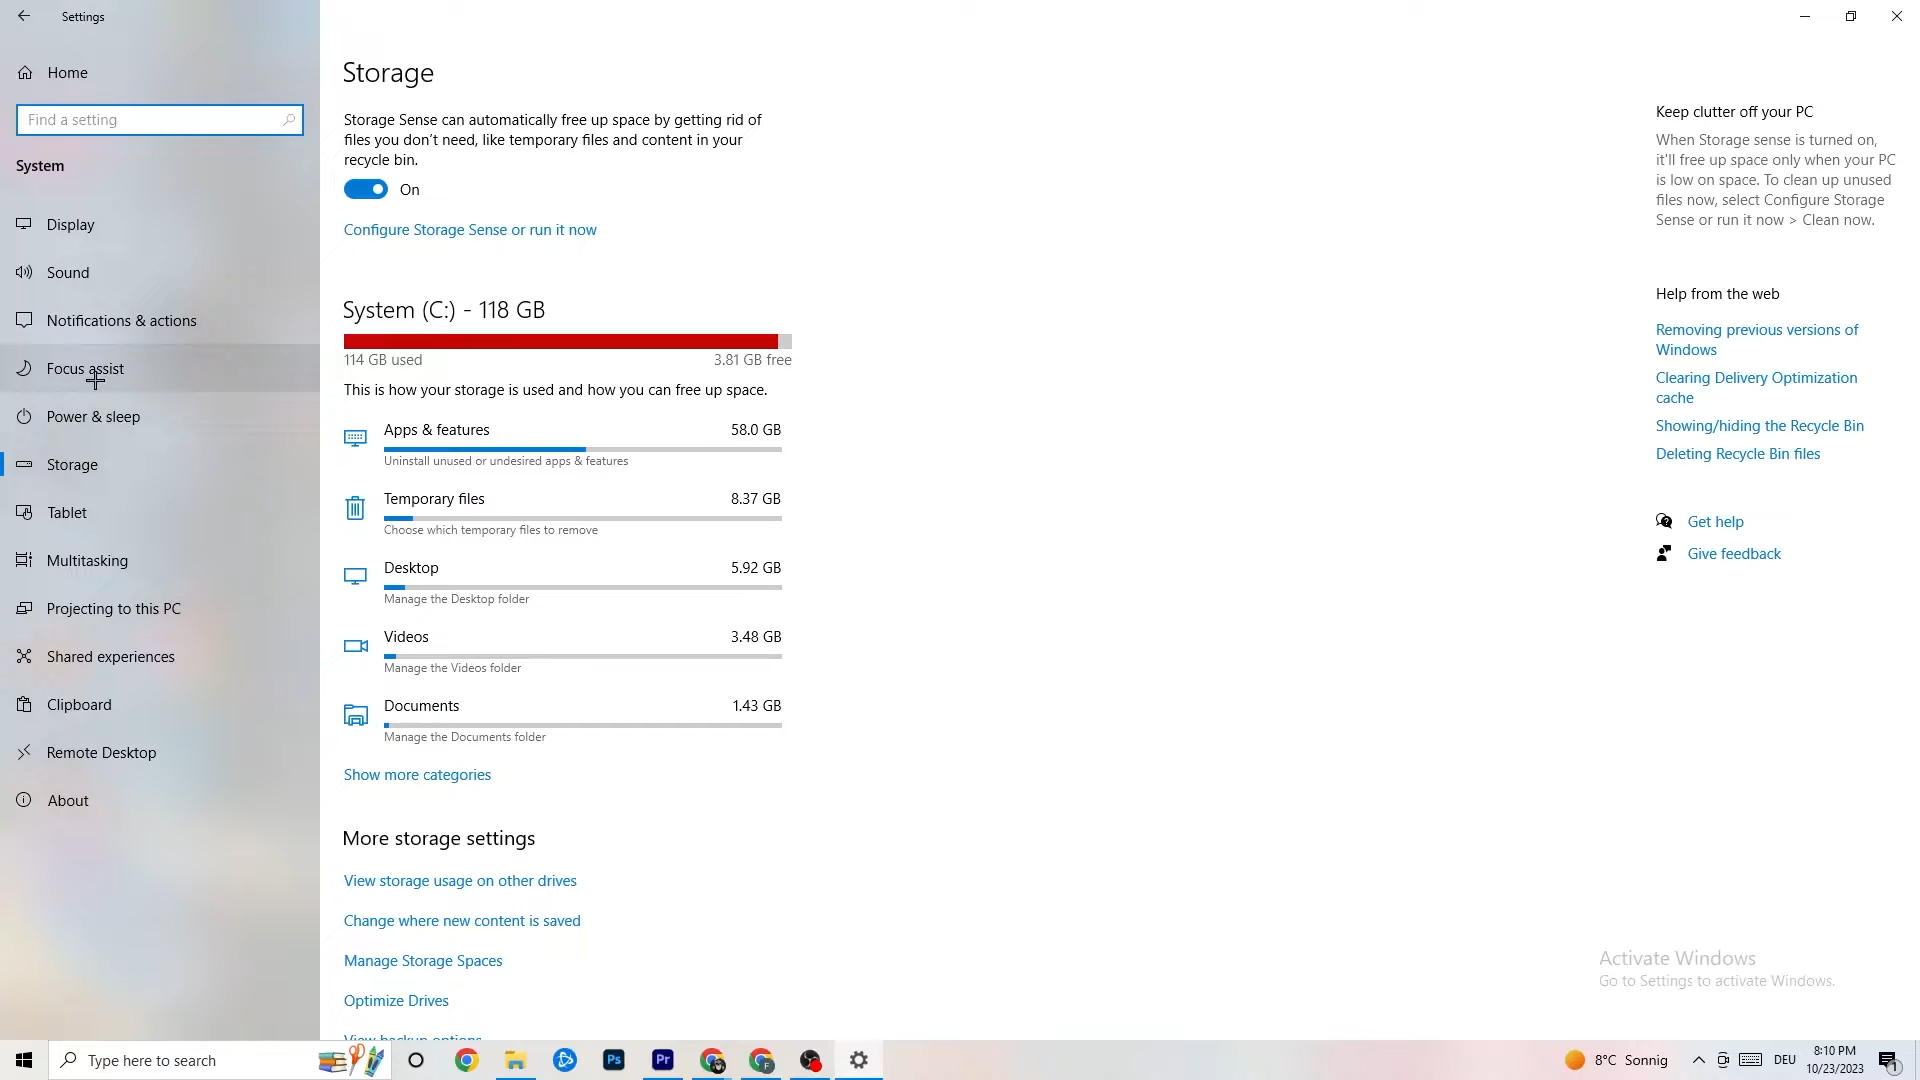 Settings
Home
Find a setting
System
Display
Sound
Notifications & actions
Focus assist
Power & sleep
Storage
Tablet
Multitasking
Projecting to this PC
Shared experiences
Clipboard
Remote Desktop
About
Storage
Storage Sense can automatically free up space by getting rid of
files you don't need, like temporary files and content in your
recycle bin.
On
Configure Storage Sense or run it now
System (C:) - 118 GB
114 GB used
3.81 GB free
This is how your storage is used and how you can free up space.
Apps & features
58.0 GB
Uninstall unused or undesired apps & features
Temporary files
8.37 GB
Choose which temporary files to remove
Desktop
5.92 GB
Manage the Desktop folder
Videos
3.48 GB
Manage the Videos folder
Documents
1.43 GB
Manage the Documents folder
Show more categories
More storage settings
View storage usage on other drives
Change where new content is saved
Manage Storage Spaces
Optimize Drives
View backup options
Keep clutter off your PC
When Storage sense is turned on,
it'll free up space only when your PC
is low on space. To clean up unused
files now, select Configure Storage
Sense or run it now > Clean now.
Help from the web
Removing previous versions of
Windows
Clearing Delivery Optimization
cache
Showing/hiding the Recycle Bin
Deleting Recycle Bin files
Get help
Give feedback
Activate Windows
Go to Settings to activate Windows.
Type here to search
Ps
Pr
F
8°C Sonnig
DEU
8:10 PM
10/23/2023
1